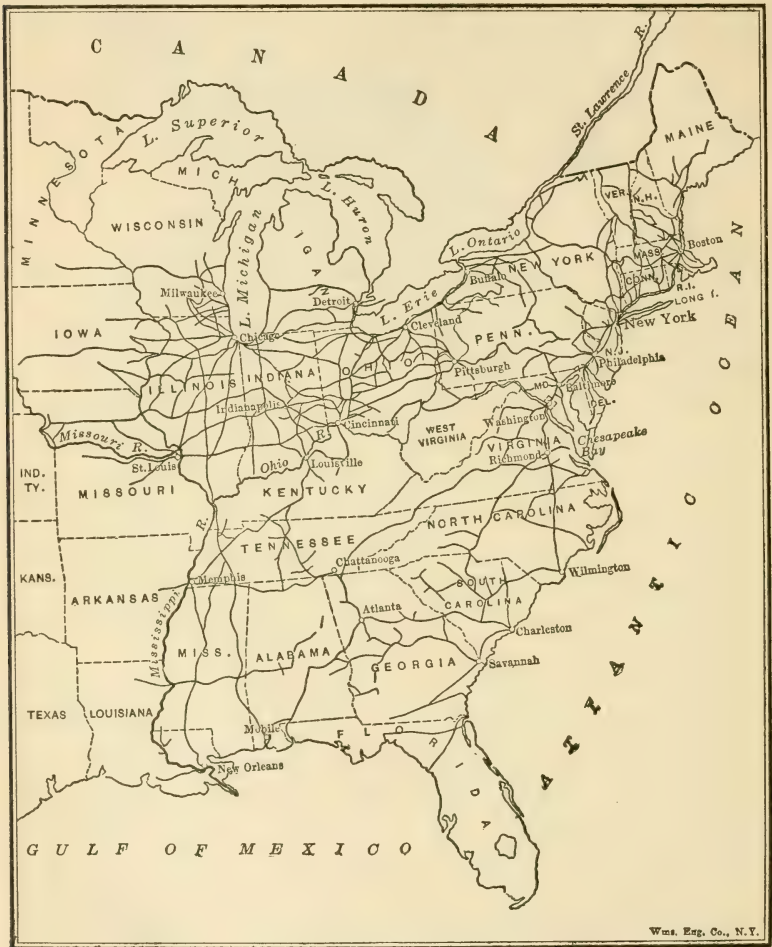 CANADA
St. Lawrence R.
MAINE
L. Superior
MINNESOTA
MICHIGAN
L. Huron
VER.
N.H.
WISCONSIN
L. Michigan
L. Ontario
Boston
MASS
NEW YORK
Buffalo
CONN.
R.I.
LONG I.
Milwaukee
Detroit
L. Erie
New York
Cleveland
IOWA
Chicago
PENN.
N.J.
Philadelphia
Pittsburgh
OHIO
ILLINOIS
INDIANA
MD.
Baltimore
DEL.
Indianapolis
Cincinnati
Washington
WEST
VIRGINIA
VIRGINIA
Chesapeake
Bay
Richmond
Missouri R.
St. Louis
Ohio R.
Louisville
IND.
TY.
MISSOURI
KENTUCKY
NORTH CAROLINA
TENNESSEE
Chattanooga
KANS.
Memphis
Wilmington
ARKANSAS
SOUTH
CAROLINA
Atlanta
Charleston
Mississippi R.
MISS.
ALABAMA
GEORGIA
Savannah
TEXAS
LOUISIANA
Mobile
FLORIDA
New Orleans
ATLANTIC OCEAN
GULF OF MEXICO
Wms. Eng. Co., N.Y.